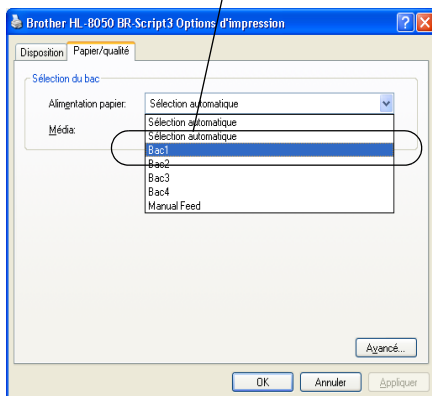 Brother HL-8050 BR-Script3 Options d'impression
Disposition Papier/qualité
Sélection du bac
Alimentation papier: Sélection automatique
Média: Sélection automatique
Sélection automatique
Bac1
Bac2
Bac3
Bac4
Manual Feed
Avancé...
OK Annuler Appliquer